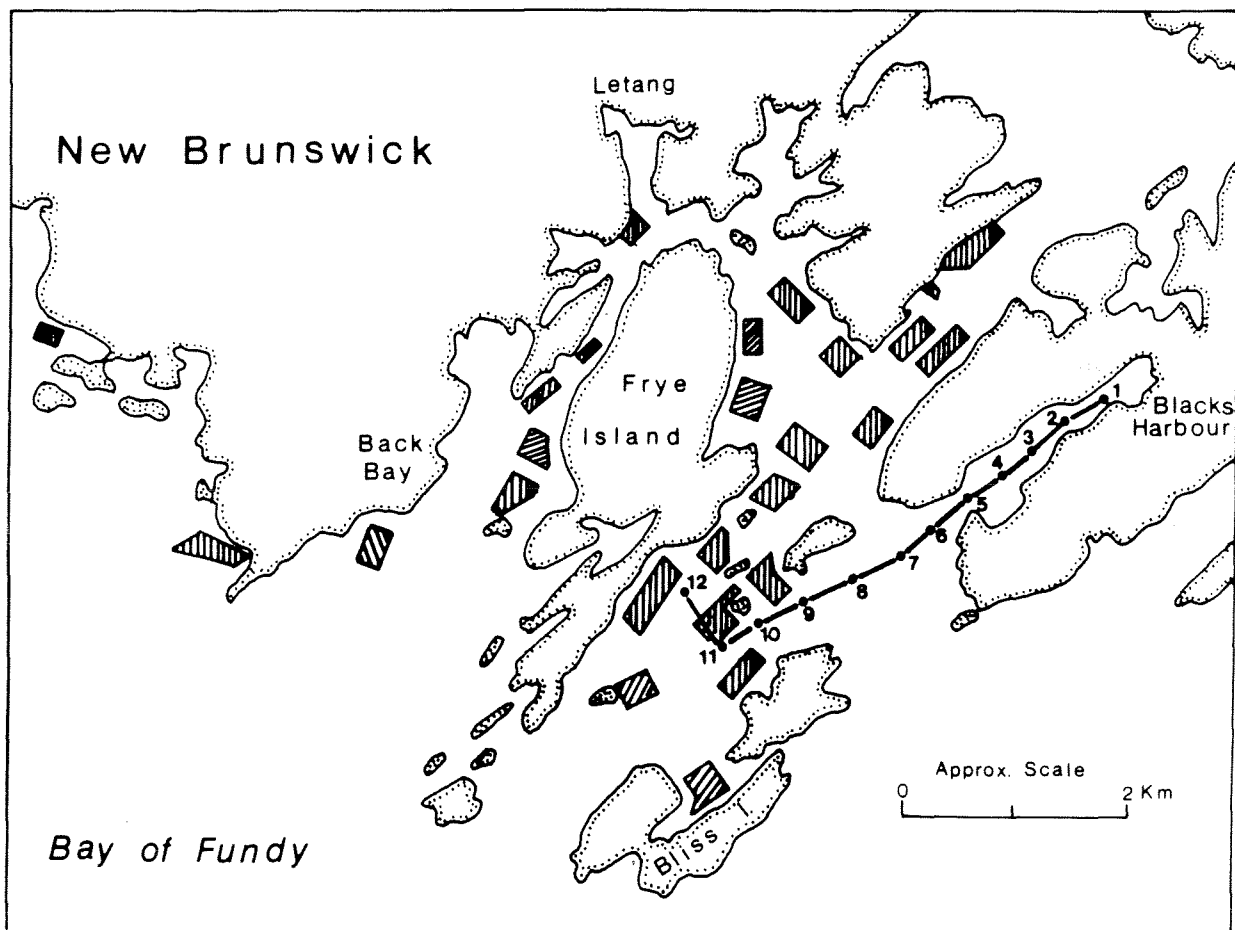 Letang
New Brunswick
Frye
Island
Back
Bay
Blacks
Harbour
1
2
3
4
5
6
7
8
9
10
11
12
Approx. Scale
0 2 Km
Bliss I
Bay of Fundy